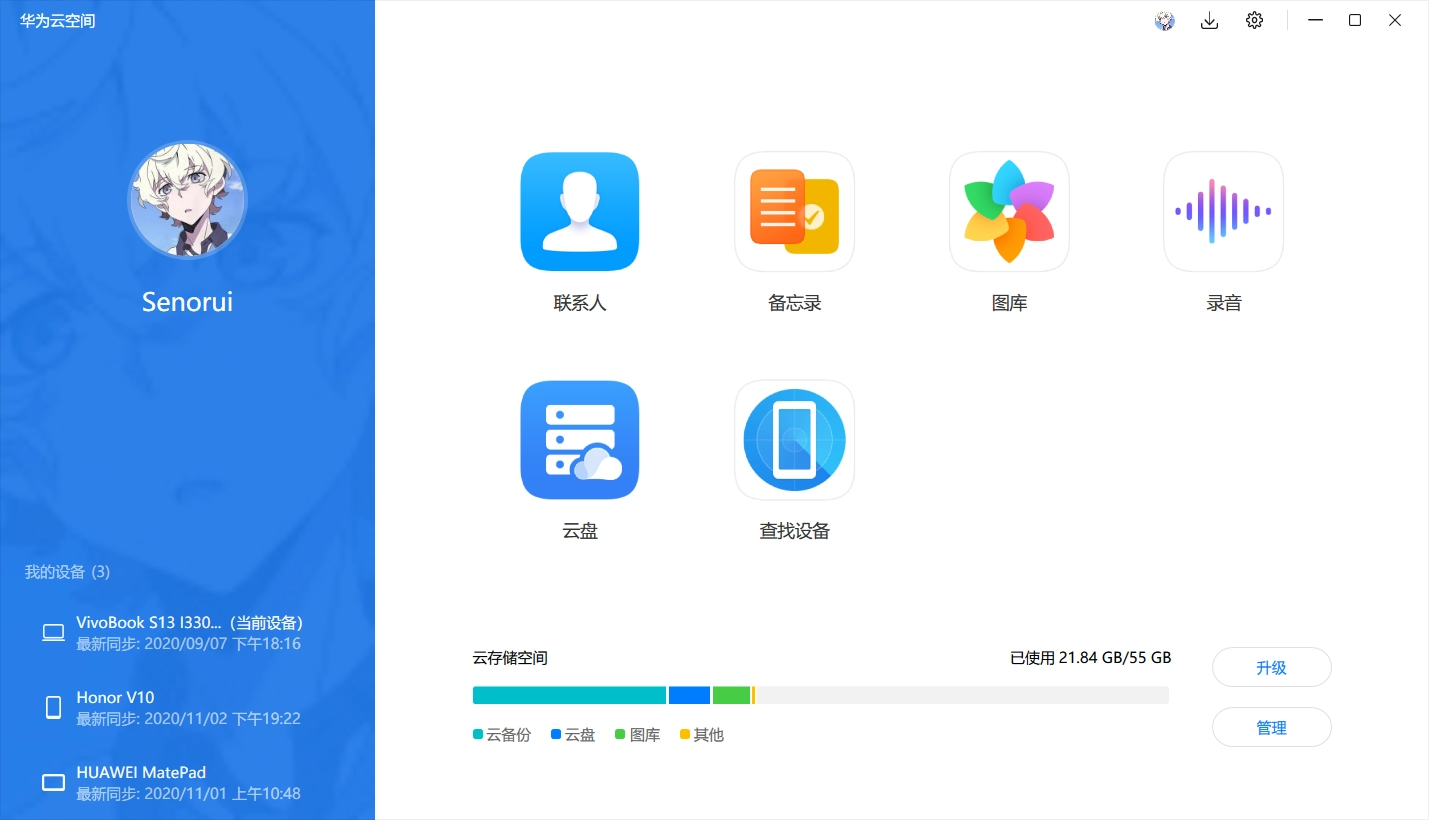 华为云空间
Senorui
我的设备 (3)
VivoBook S13 I330...（当前设备）
最新同步: 2020/09/07 下午18:16
Honor V10
最新同步: 2020/11/02 下午19:22
HUAWEI MatePad
最新同步: 2020/11/01 上午10:48
联系人 备忘录 图库 录音
云盘 查找设备
云存储空间 已使用 21.84 GB/55 GB
升级
云备份 云盘 图库 其他
管理